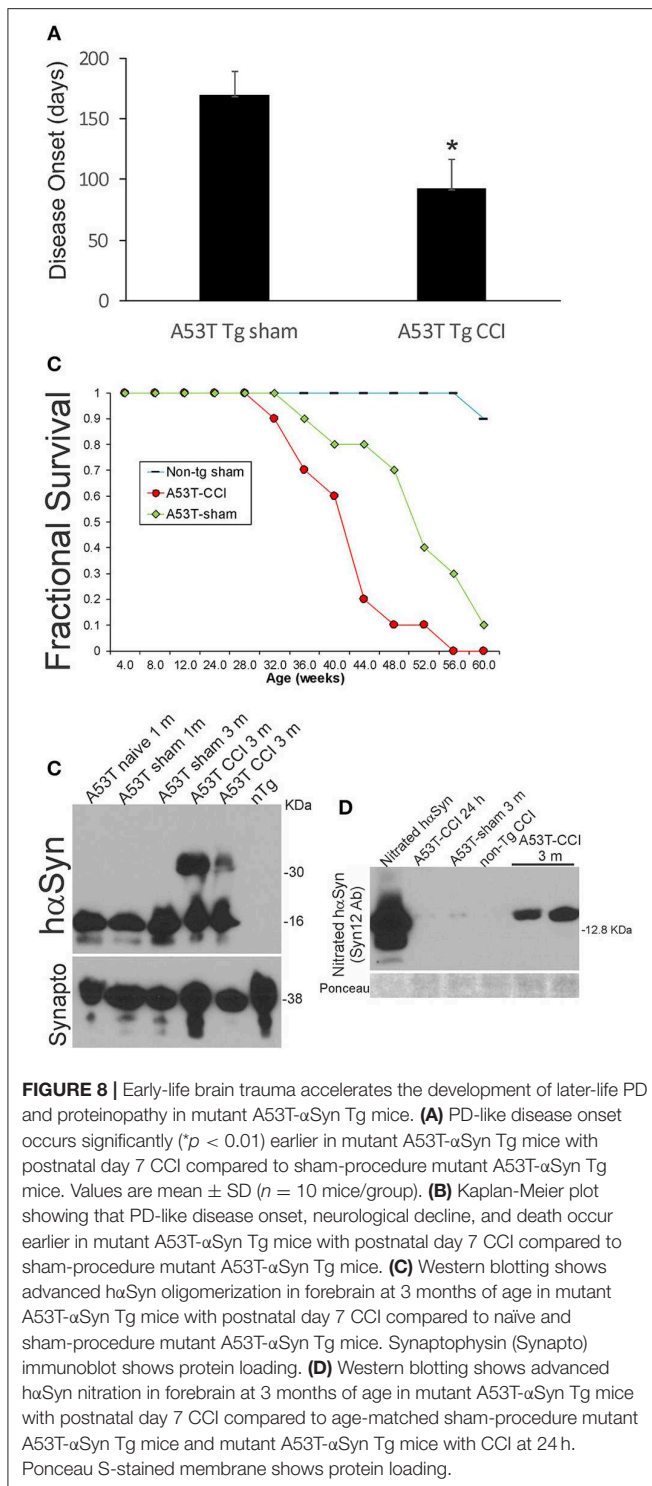 A
Disease Onset (days)
200
150
100
50
0
*
A53T Tg sham
A53T Tg CCI
C
Fractional Survival
1
0.9
0.8
0.7
0.6
0.5
0.4
0.3
0.2
0.1
0
Non-tg sham
A53T-CCI
A53T-sham
4.0 8.0 12.0 24.0 28.0 32.0 36.0 40.0 44.0 48.0 52.0 56.0 60.0
Age (weeks)
C
A53T naive 1 m
A53T sham 1m
A53T sham 3 m
A53T CCI 3 m
A53T CCI 3 m
nTg
KDa
hαSyn
-30
-16
Synapto
-38
D
Nitrated hαSyn
A53T-CCI 24 h
A53T-sham 3 m
non-Tg CCI
A53T-CCI
3 m
Nitrated hαSyn
(Syn12 Ab)
-12.8 KDa
Ponceau
FIGURE 8 | Early-life brain trauma accelerates the development of later-life PD
and proteinopathy in mutant A53T-αSyn Tg mice. (A) PD-like disease onset
occurs significantly (*p < 0.01) earlier in mutant A53T-αSyn Tg mice with
postnatal day 7 CCI compared to sham-procedure mutant A53T-αSyn Tg
mice. Values are mean ± SD (n = 10 mice/group). (B) Kaplan-Meier plot
showing that PD-like disease onset, neurological decline, and death occur
earlier in mutant A53T-αSyn Tg mice with postnatal day 7 CCI compared to
sham-procedure mutant A53T-αSyn Tg mice. (C) Western blotting shows
advanced hαSyn oligomerization in forebrain at 3 months of age in mutant
A53T-αSyn Tg mice with postnatal day 7 CCI compared to naïve and
sham-procedure mutant A53T-αSyn Tg mice. Synaptophysin (Synapto)
immunoblot shows protein loading. (D) Western blotting shows advanced
hαSyn nitration in forebrain at 3 months of age in mutant A53T-αSyn Tg mice
with postnatal day 7 CCI compared to age-matched sham-procedure mutant
A53T-αSyn Tg mice and mutant A53T-αSyn Tg mice with CCI at 24 h.
Ponceau S-stained membrane shows protein loading.